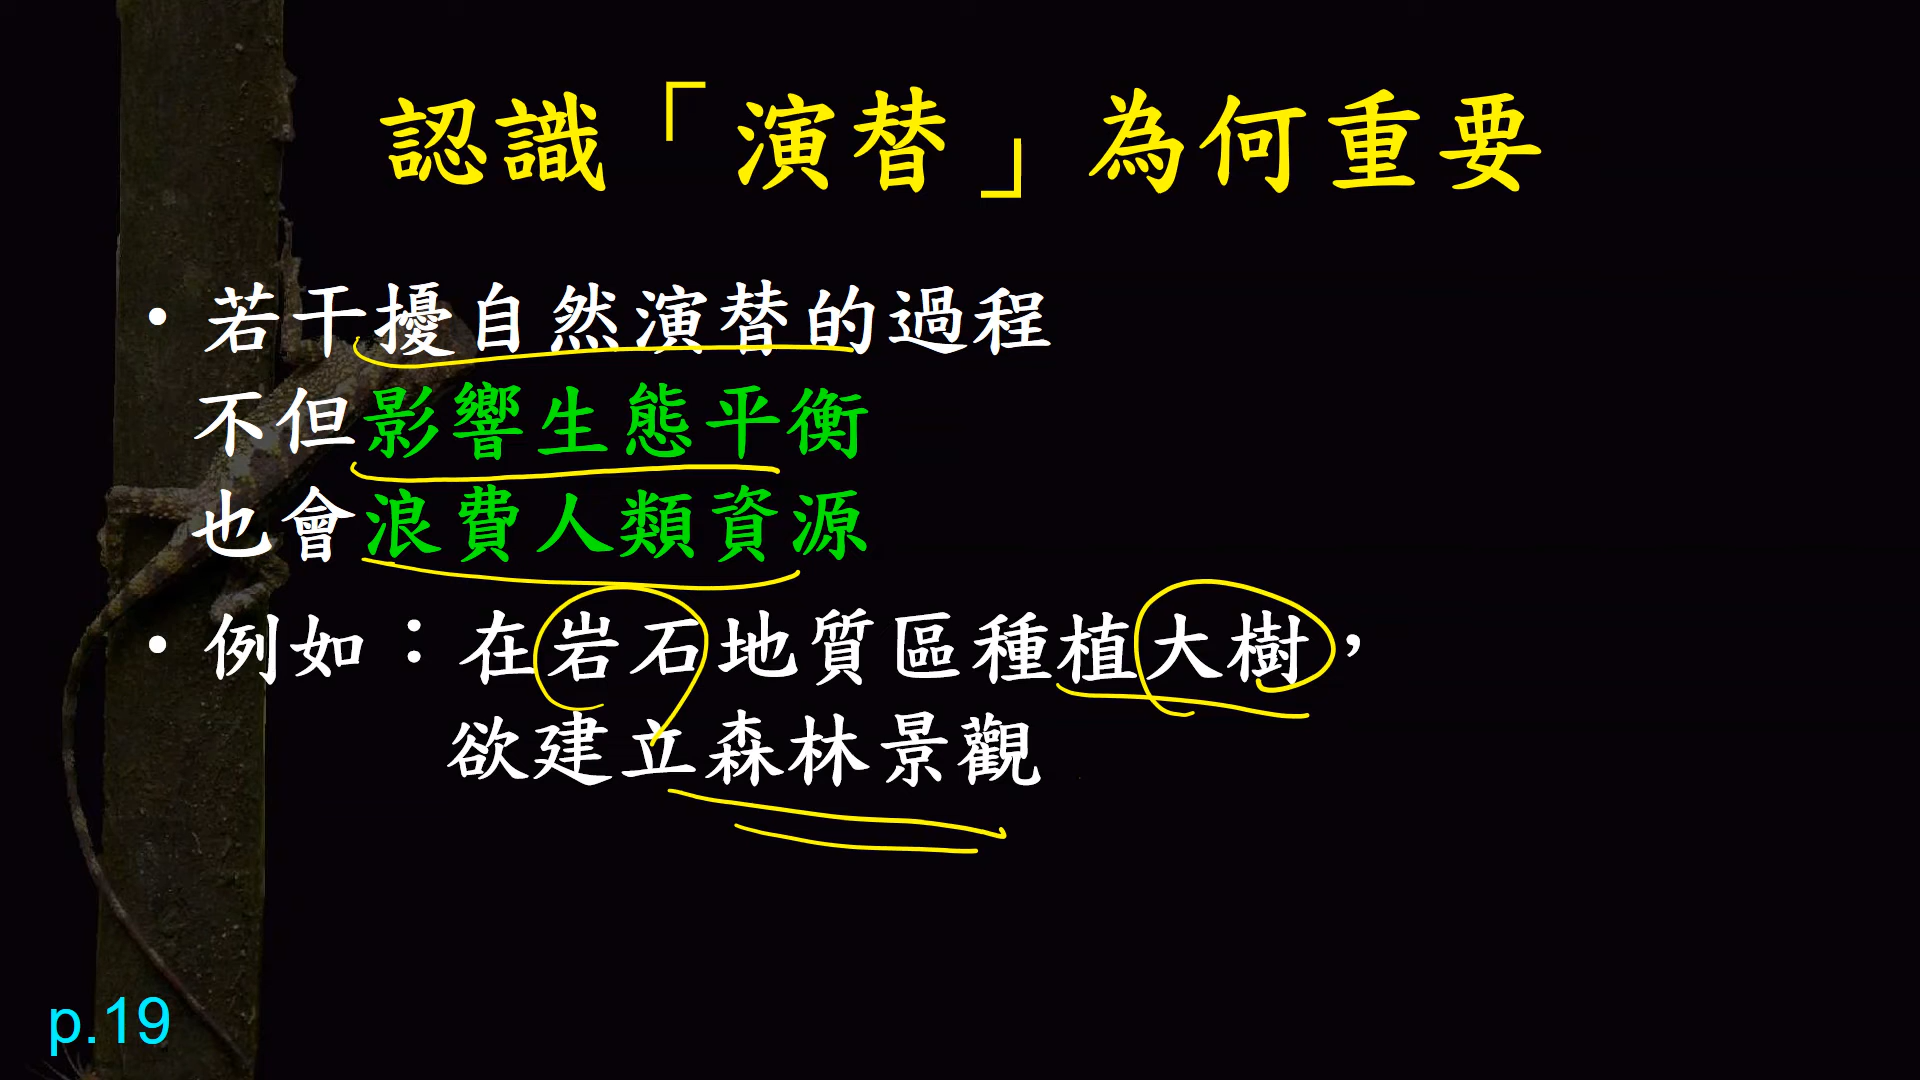 認識「演替」為何重要
• 若干擾自然演替的過程
不但影響生態平衡
也會浪費人類資源
• 例如：在岩石地質區種植大樹，
欲建立森林景觀
p.19